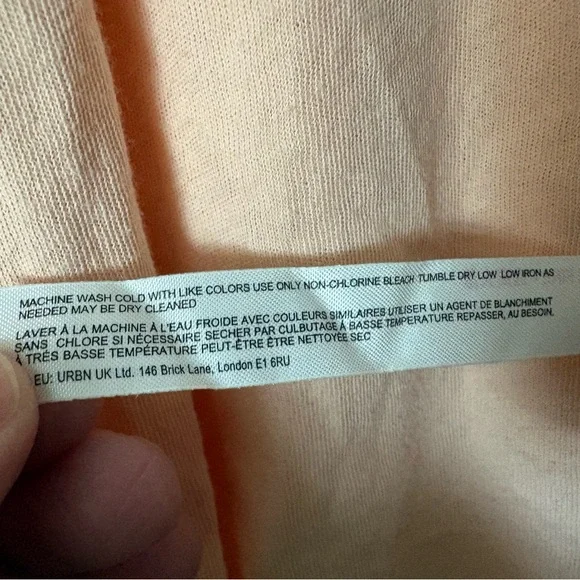 MACHINE WASH COLD WITH LIKE COLORS USE ONLY NON-CHLORINE BLEACH TUMBLE DRY LOW LOW IRON AS
NEEDED MAY BE DRY CLEANED
LAVER À LA MACHINE À L'EAU FROIDE AVEC COULEURS SIMILAIRES UTILISER UN AGENT DE BLANCHIMENT
SANS CHLORE SI NÉCESSAIRE SECHER PAR CULBUTAGE À BASSE TEMPERATURE REPASSER, AU BESOIN.
À TRÈS BASSE TEMPÉRATURE PEUT-ÊTRE ÊTRE NETTOYÉE SEC
EU: URBN UK Ltd. 146 Brick Lane, London E1 6RU